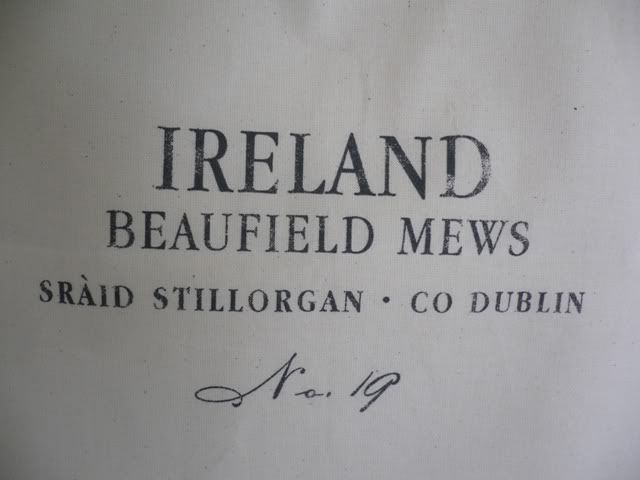 IRELAND
BEAUFIELD MEWS
SRÀID STILLORGAN · CO DUBLIN
No. 19